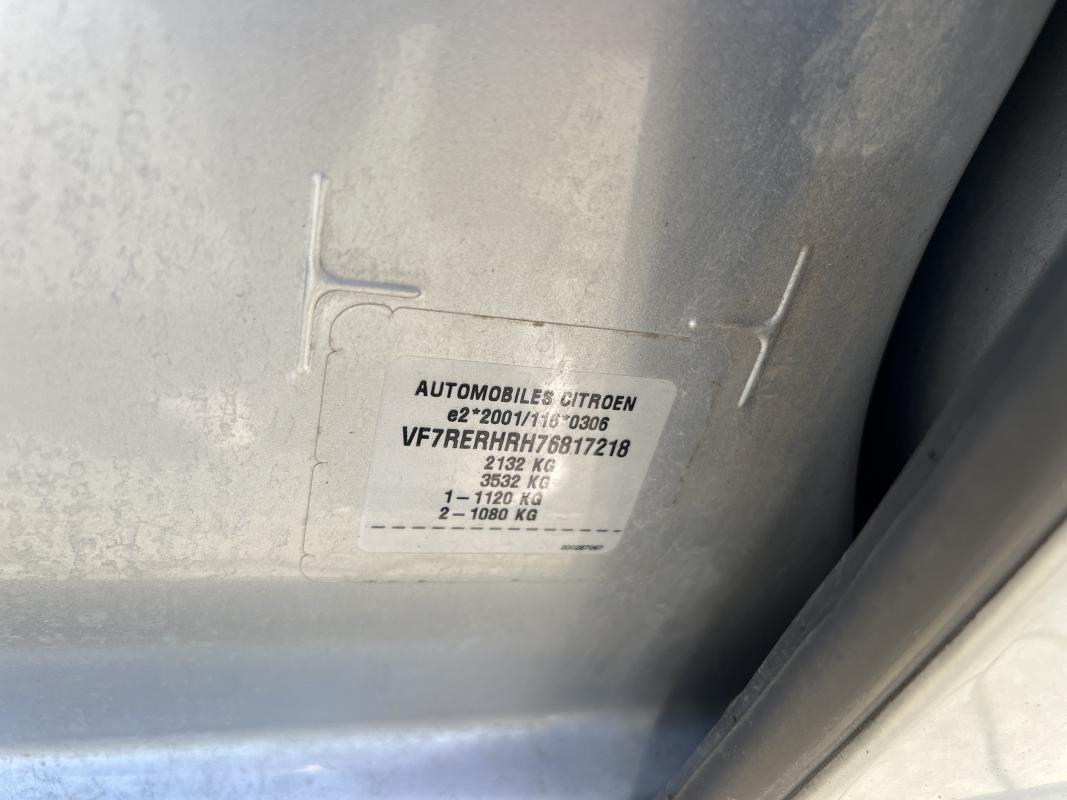 AUTOMOBILES CITROEN
e2*2001/116*0306
VF7RERHRH76817218
2132 KG
3532 KG
1-1120 KG
2-1080 KG